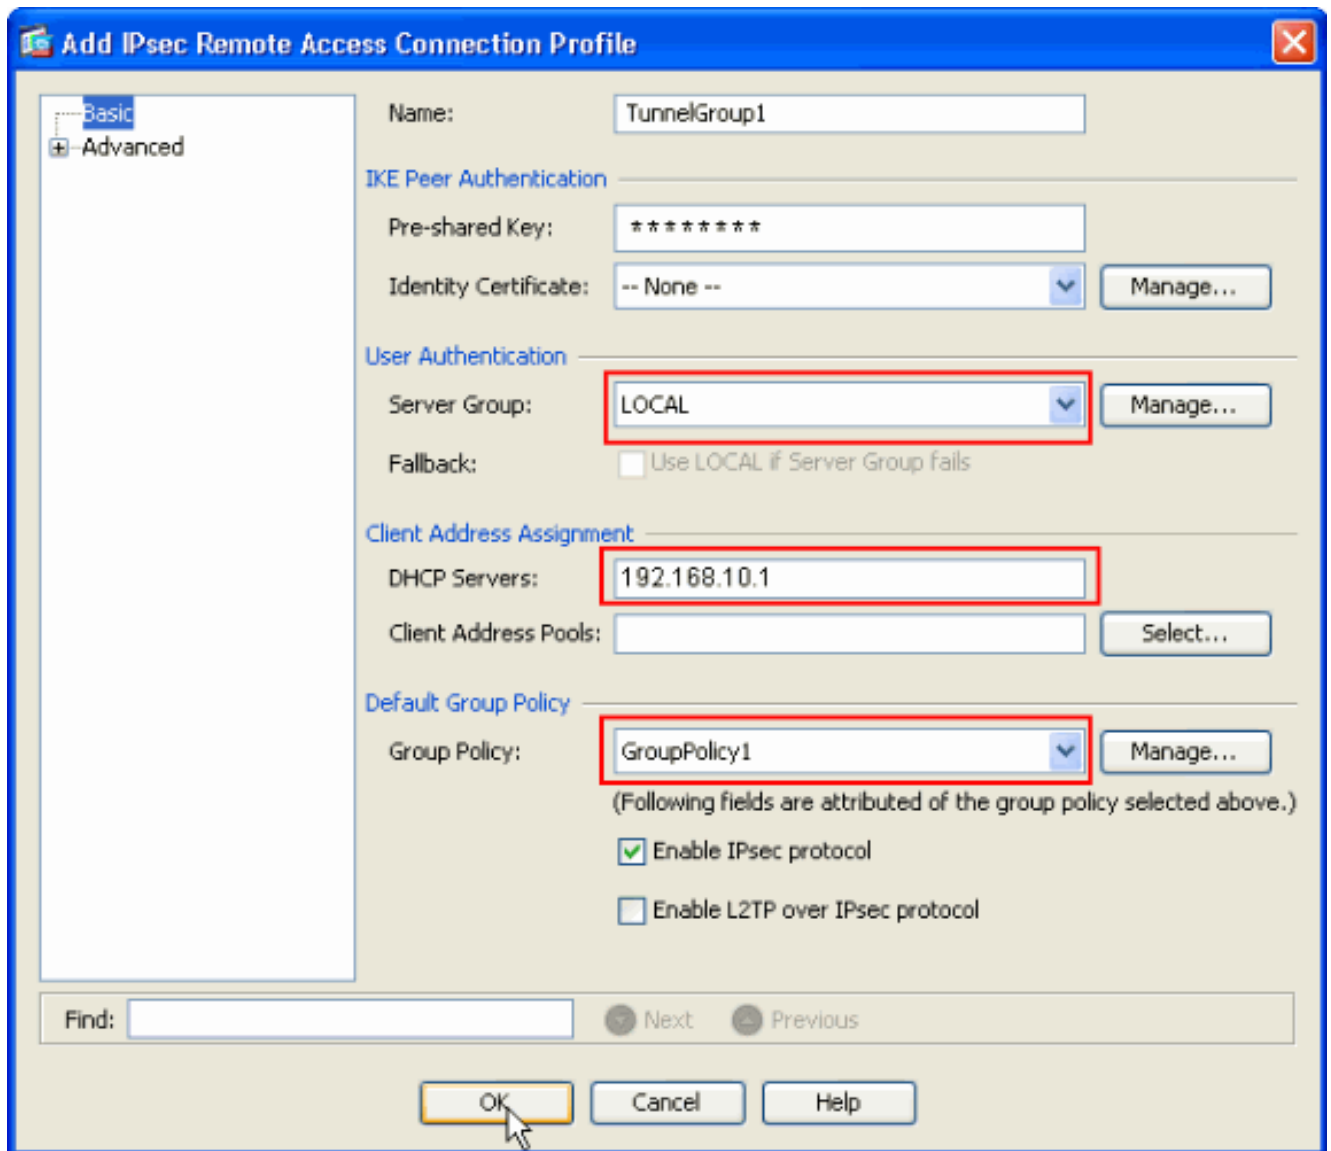 Add IPsec Remote Access Connection Profile
Basic
Advanced
Name: TunnelGroup1
IKE Peer Authentication
Pre-shared Key: ********
Identity Certificate: -- None -- Manage...
User Authentication
Server Group: LOCAL Manage...
Fallback: Use LOCAL if Server Group fails
Client Address Assignment
DHCP Servers: 192.168.10.1
Client Address Pools: Select...
Default Group Policy
Group Policy: GroupPolicy1 Manage...
(Following fields are attributed of the group policy selected above.)
Enable IPsec protocol
Enable L2TP over IPsec protocol
Find: Next Previous
OK Cancel Help